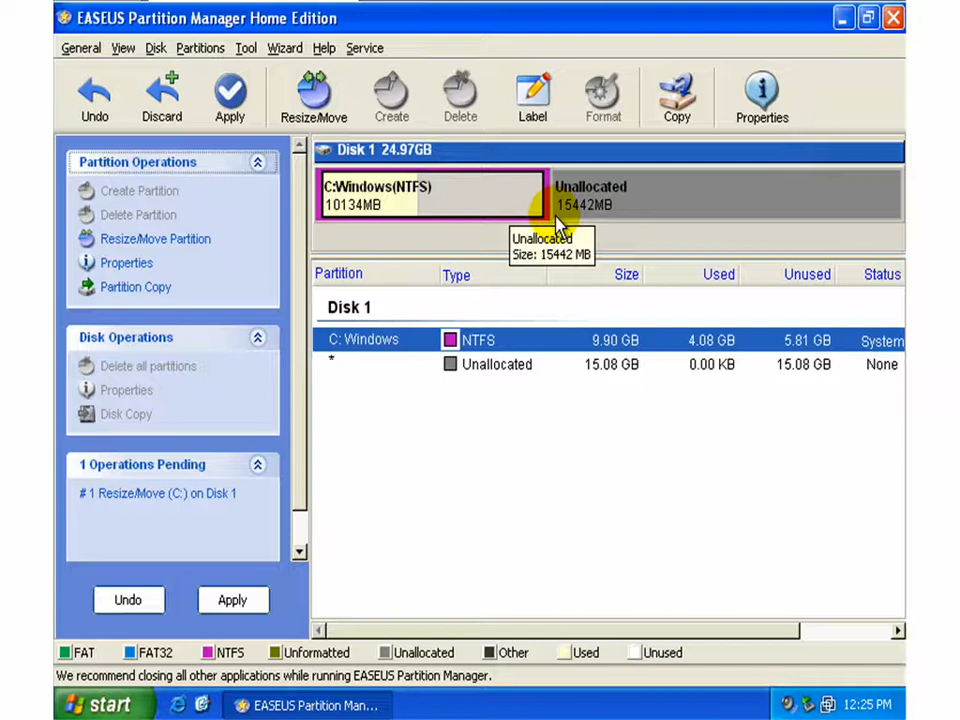 EASEUS Partition Manager Home Edition
General View Disk Partitions Tool Wizard Help Service
Undo Discard Apply Resize/Move Create Delete Label Format Copy Properties
Partition Operations
Create Partition
Delete Partition
Resize/Move Partition
Properties
Partition Copy
Disk Operations
Delete all partitions
Properties
Disk Copy
1 Operations Pending
# 1 Resize/Move (C:) on Disk 1
Undo Apply
Disk 1 24.97GB
C:Windows(NTFS)
10134MB
Unallocated
15442MB
Unallocated
Size: 15442 MB
Partition Type Size Used Unused Status
Disk 1
C: Windows NTFS 9.90 GB 4.08 GB 5.81 GB System
* Unallocated 15.08 GB 0.00 KB 15.08 GB None
FAT FAT32 NTFS Unformatted Unallocated Other Used Unused
We recommend closing all other applications while running EASEUS Partition Manager.
start EASEUS Partition Man... 12:25 PM